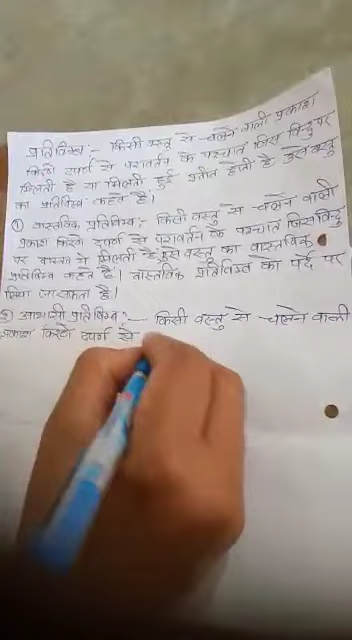 प्रतिबिम्ब :- किसी वस्तु से चलने वाली प्रकाश
किरणे दर्पण से परावर्तन के पश्चात जिस बिन्दु पर
मिलती है या मिलती हुई प्रतीत होती है उसे वस्तु
का प्रतिबिम्ब कहते हैं।
① वास्तविक प्रतिबिम्ब :- किसी वस्तु से चलने वाली
प्रकाश किरणे दर्पण से परावर्तन के पश्चात जिस बिन्दु
पर वास्तव में मिलती है, उस वस्तु का वास्तविक
प्रतिबिम्ब कहते हैं। वास्तविक प्रतिबिम्ब को पर्दे पर
लिया जा सकता है।
② आभासी प्रतिबिम्ब :- किसी वस्तु से चलने वाली
प्रकाश किरणे दर्पण से